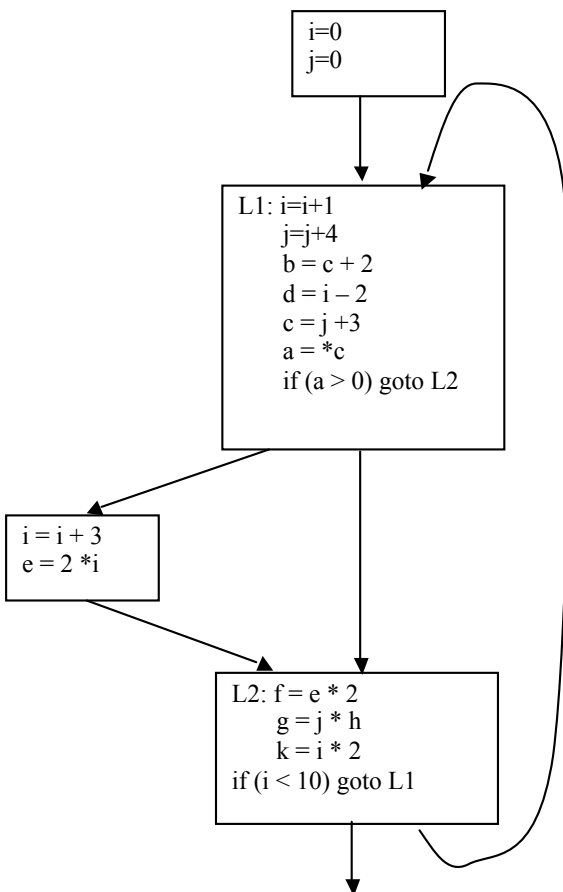 i=0
j=0
L1: i=i+1
j=j+4
b = c + 2
d = i – 2
c = j +3
a = *c
if (a > 0) goto L2
i = i + 3
e = 2 *i
L2: f = e * 2
g = j * h
k = i * 2
if (i < 10) goto L1